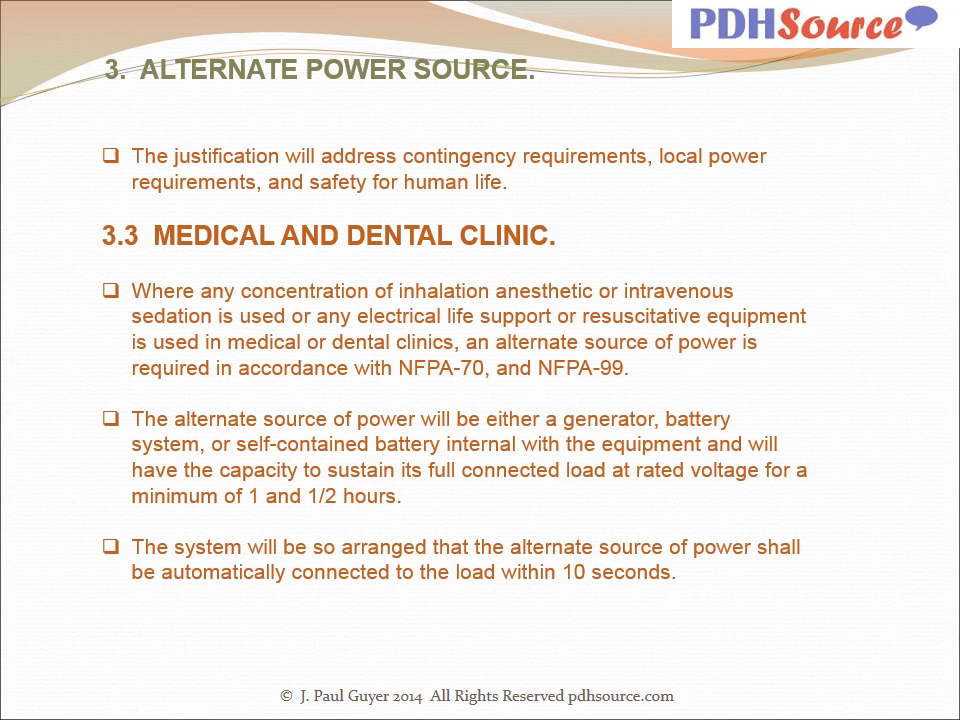 PDHSource
3. ALTERNATE POWER SOURCE.
❑ The justification will address contingency requirements, local power
requirements, and safety for human life.
3.3 MEDICAL AND DENTAL CLINIC.
❑ Where any concentration of inhalation anesthetic or intravenous
sedation is used or any electrical life support or resuscitative equipment
is used in medical or dental clinics, an alternate source of power is
required in accordance with NFPA-70, and NFPA-99.
❑ The alternate source of power will be either a generator, battery
system, or self-contained battery internal with the equipment and will
have the capacity to sustain its full connected load at rated voltage for a
minimum of 1 and 1/2 hours.
❑ The system will be so arranged that the alternate source of power shall
be automatically connected to the load within 10 seconds.
© J. Paul Guyer 2014 All Rights Reserved pdhsource.com